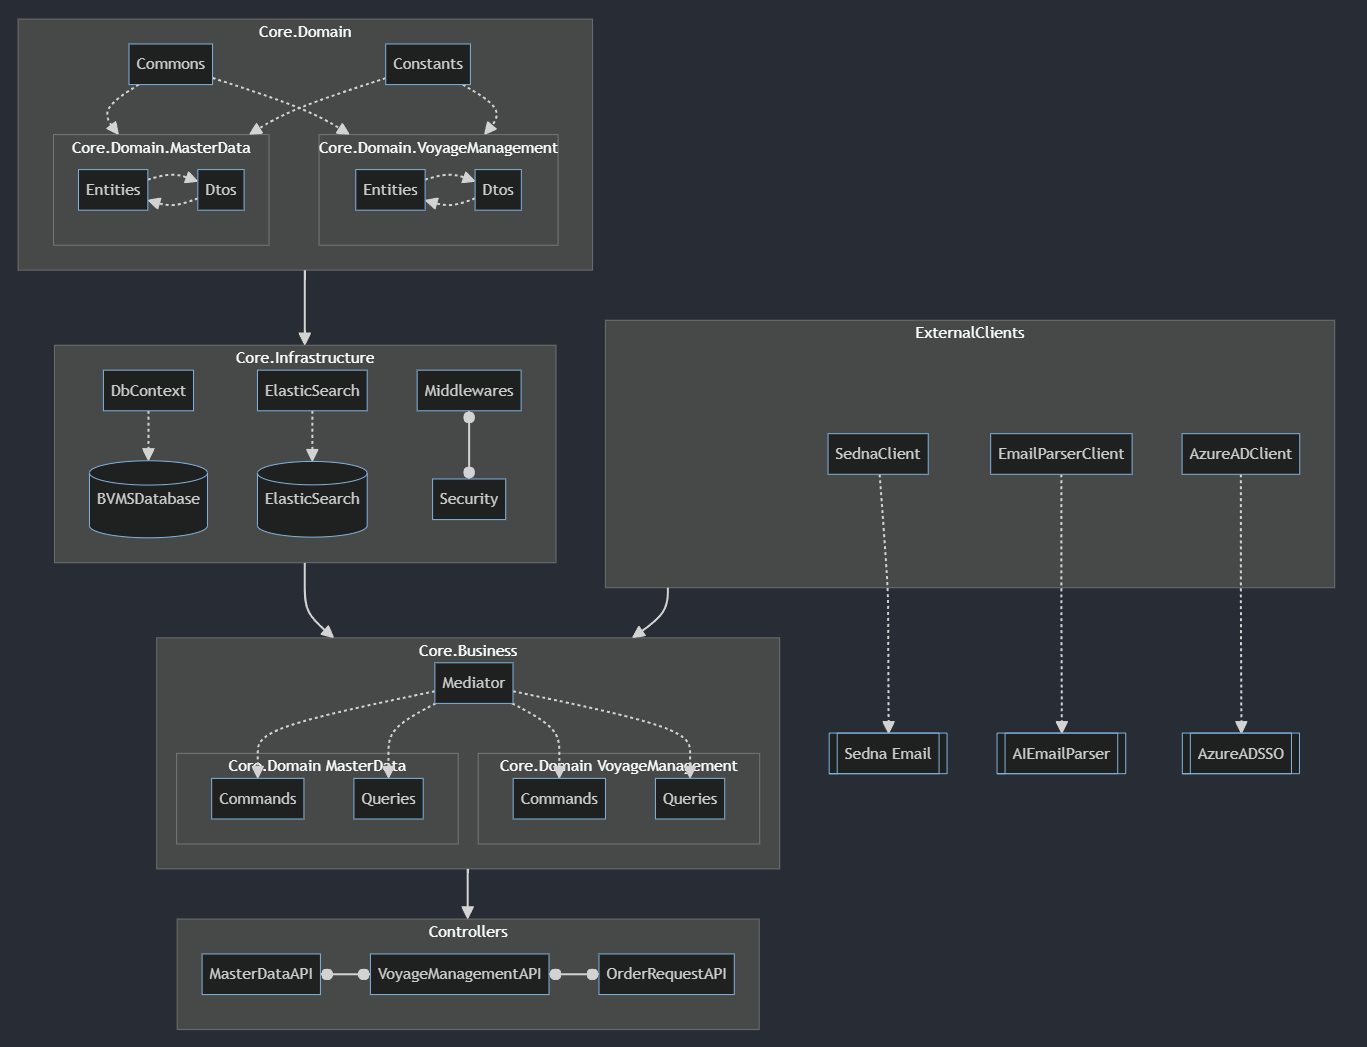 Core.Domain
Commons
Constants
Core.Domain.MasterData
Core.Domain.VoyageManagement
Entities
Dtos
Entities
Dtos
ExternalClients
Core.Infrastructure
DbContext
ElasticSearch
Middlewares
SednaClient
EmailParserClient
AzureADClient
BVMSDatabase
ElasticSearch
Security
Core.Business
Mediator
Sedna Email
AIEmailParser
AzureADSSO
Core.Domain MasterData
Core.Domain VoyageManagement
Commands
Queries
Commands
Queries
Controllers
MasterDataAPI
VoyageManagementAPI
OrderRequestAPI